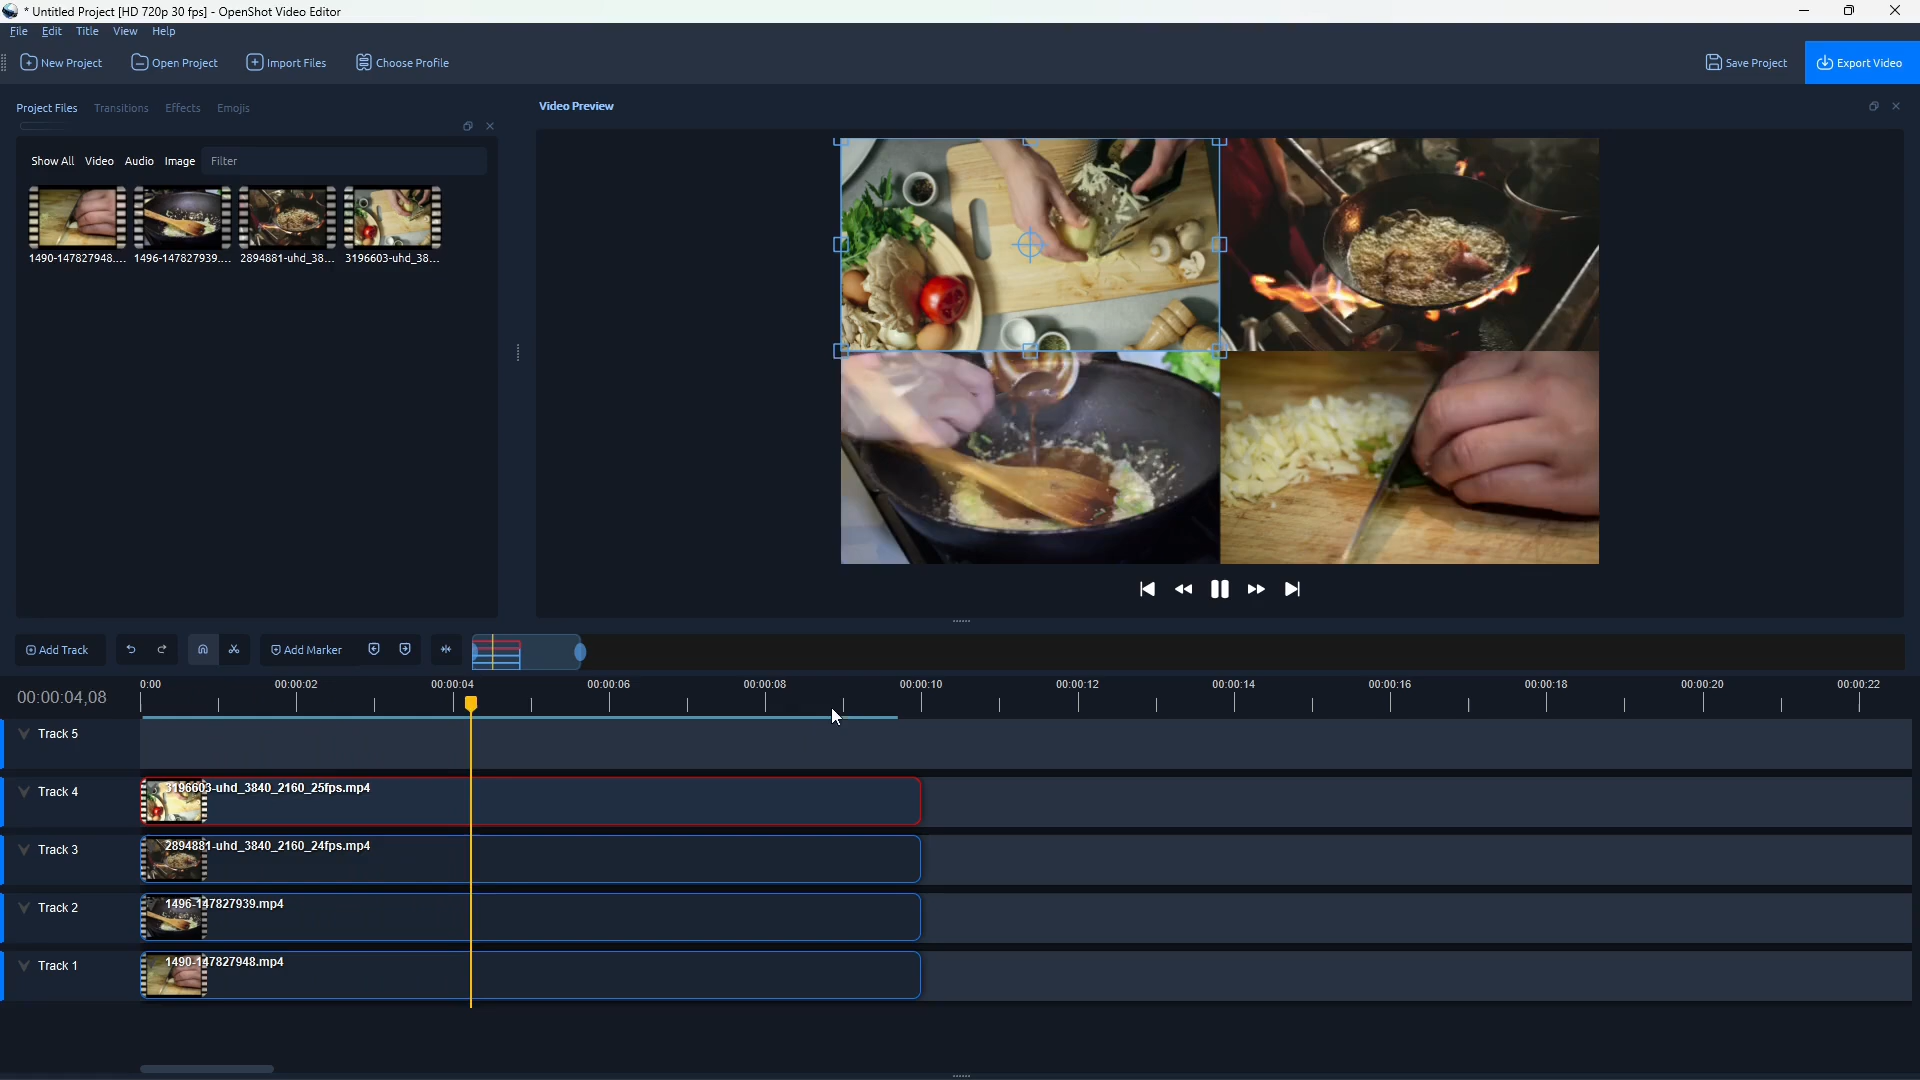 * Untitled Project [HD 720p 30 fps] - OpenShot Video Editor
File Edit Title View Help
New Project Open Project Import Files Choose Profile Save Project Export Video
Project Files Transitions Effects Emojis
Video Preview
Show All Video Audio Image Filter
1490-147827948.... 1496-147827939.... 2894881-uhd_38... 3196603-uhd_38...
Add Track Add Marker
00:00:04,08
0:00 00:00:02 00:00:04 00:00:06 00:00:08 00:00:10 00:00:12 00:00:14 00:00:16 00:00:18 00:00:20 00:00:22
Track 5
Track 4 3196603-uhd_3840_2160_25fps.mp4
Track 3 2894881-uhd_3840_2160_24fps.mp4
Track 2 1496-147827939.mp4
Track 1 1490-147827948.mp4